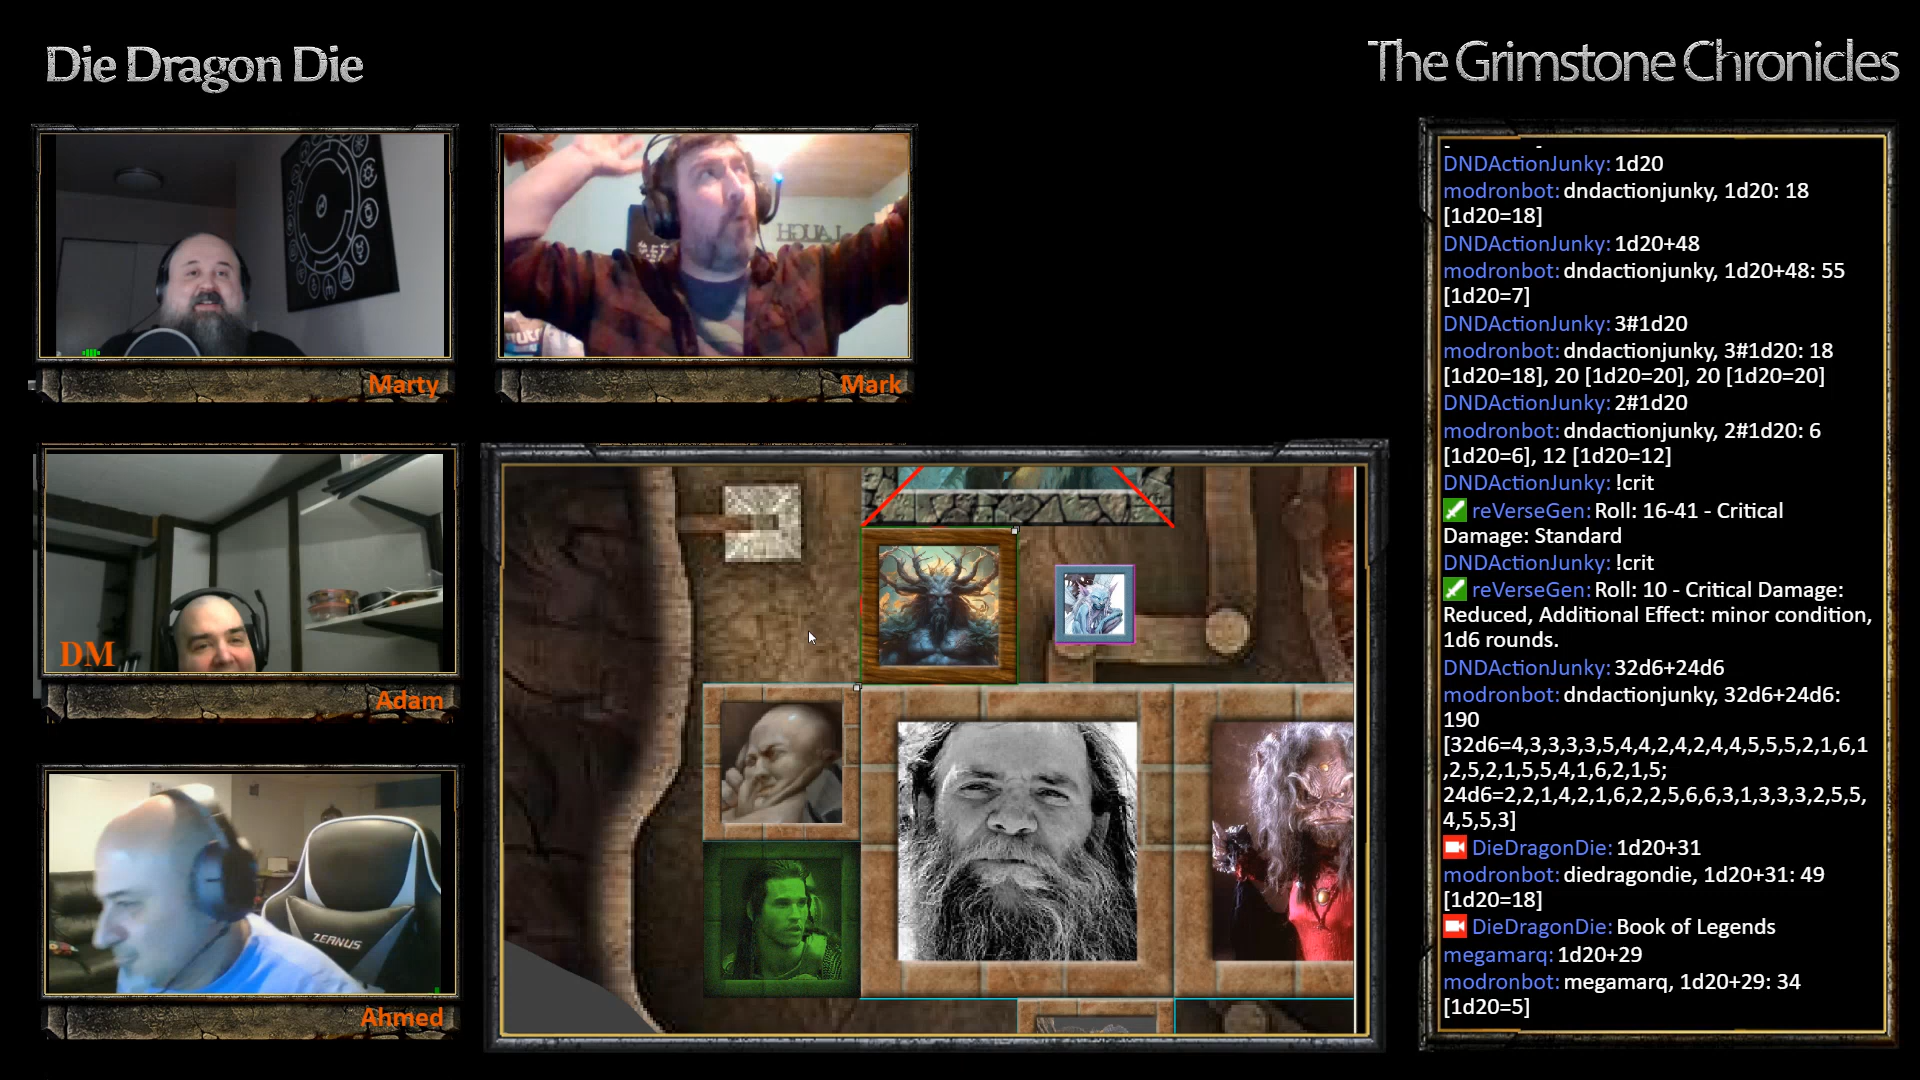 Die Dragon Die
The Grimstone Chronicles
Marty
Mark
DM
Adam
ZERNUS
Ahmed
DNDActionJunky: 1d20
modronbot: dndactionjunky, 1d20: 18
[1d20=18]
DNDActionJunky: 1d20+48
modronbot: dndactionjunky, 1d20+48: 55
[1d20=7]
DNDActionJunky: 3#1d20
modronbot: dndactionjunky, 3#1d20: 18
[1d20=18], 20 [1d20=20], 20 [1d20=20]
DNDActionJunky: 2#1d20
modronbot: dndactionjunky, 2#1d20: 6
[1d20=6], 12 [1d20=12]
DNDActionJunky: !crit
reVerseGen: Roll: 16-41 - Critical
Damage: Standard
DNDActionJunky: !crit
reVerseGen: Roll: 10 - Critical Damage:
Reduced, Additional Effect: minor condition,
1d6 rounds.
DNDActionJunky: 32d6+24d6
modronbot: dndactionjunky, 32d6+24d6:
190
[32d6=4,3,3,3,3,5,4,4,2,4,2,4,4,5,5,5,2,1,6,1
,2,5,2,1,5,5,4,1,6,2,1,5;
24d6=2,2,1,4,2,1,6,2,2,5,6,6,3,1,3,3,3,2,5,5,
4,5,5,3]
DieDragonDie: 1d20+31
modronbot: diedragondie, 1d20+31: 49
[1d20=18]
DieDragonDie: Book of Legends
megamarq: 1d20+29
modronbot: megamarq, 1d20+29: 34
[1d20=5]